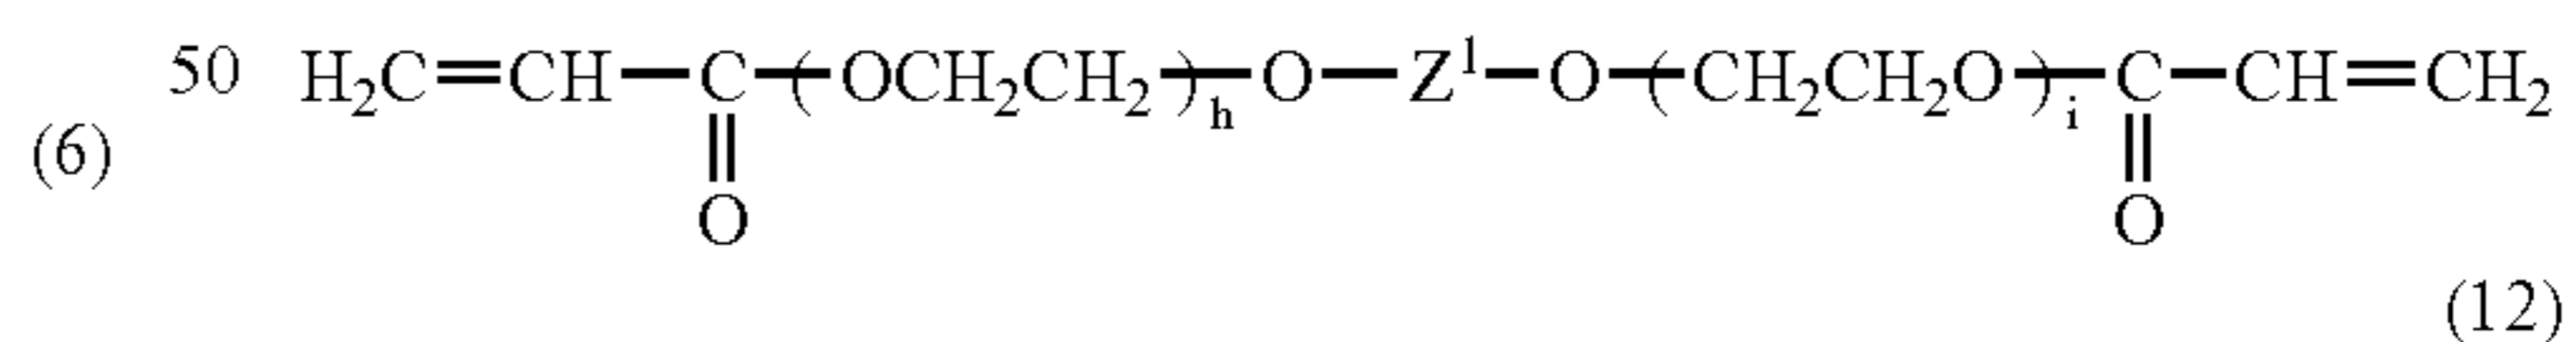 50 H₂C=CH—C—(OCH₂CH₂)ₕ—O—Z¹—O—(CH₂CH₂O)ᵢ—C—CH=CH₂
(6)
O O
(12)